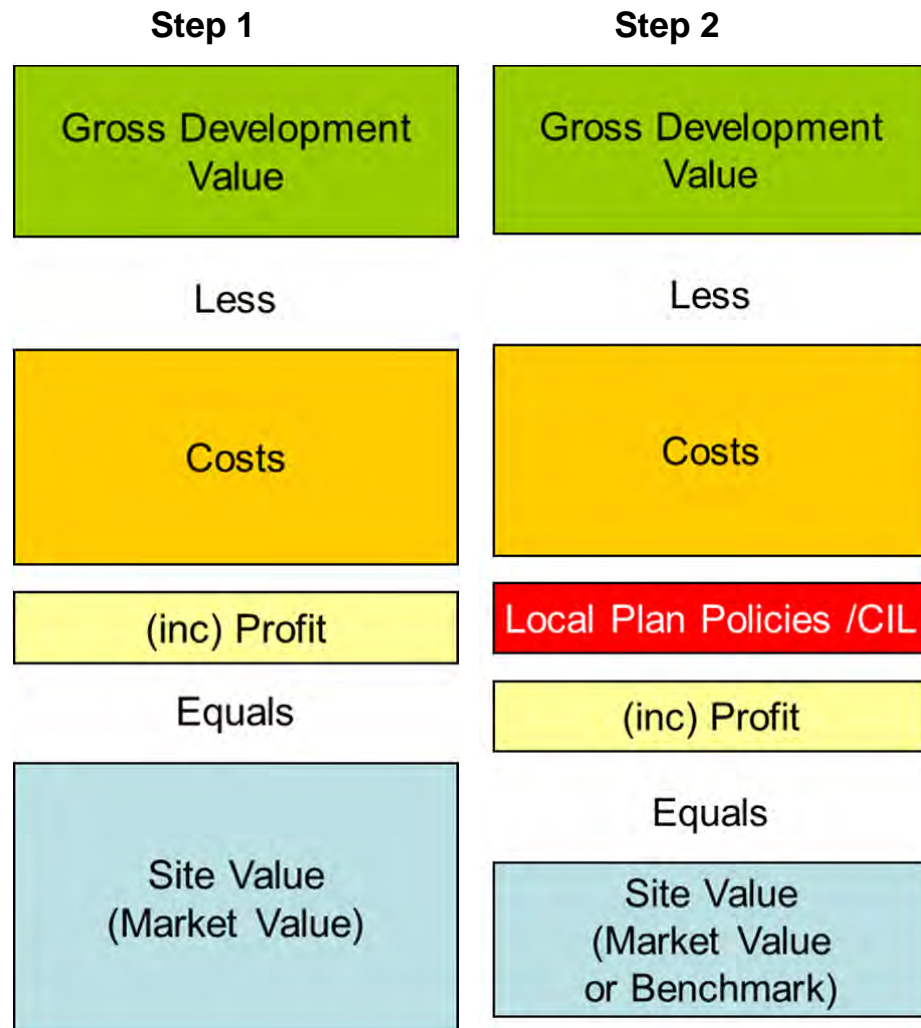 Step 1
Gross Development
Value
Less
Costs
(inc) Profit
Equals
Site Value
(Market Value)
Step 2
Gross Development
Value
Less
Costs
Local Plan Policies /CIL
(inc) Profit
Equals
Site Value
(Market Value
or Benchmark)